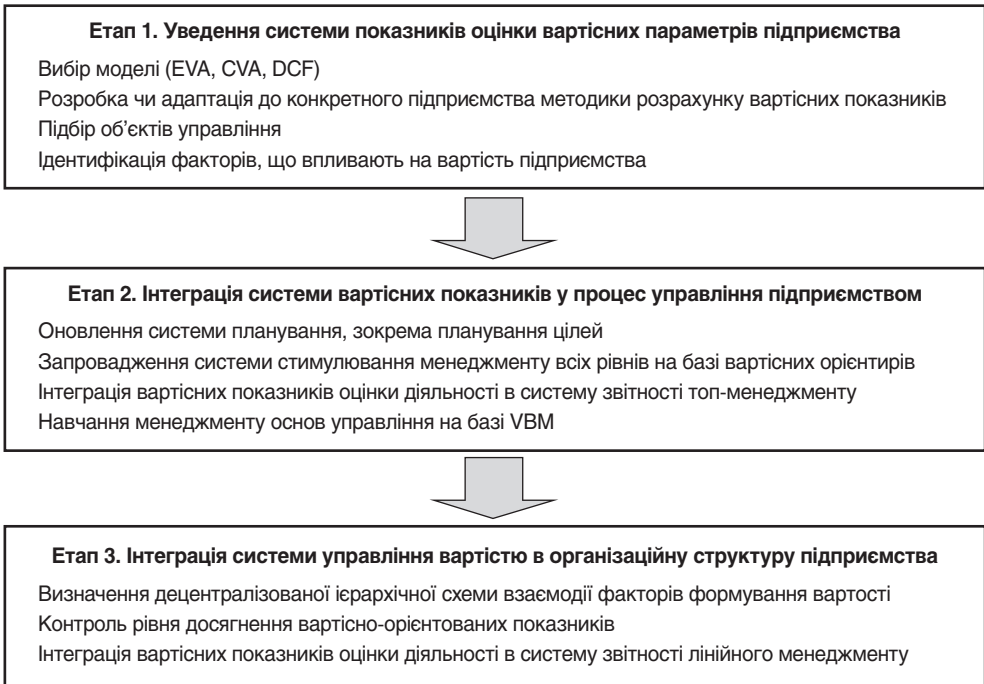 Етап 1. Уведення системи показників оцінки вартісних параметрів підприємства
Вибір моделі (EVA, CVA, DCF)
Розробка чи адаптація до конкретного підприємства методики розрахунку вартісних показників
Підбір об’єктів управління
Ідентифікація факторів, що впливають на вартість підприємства
Етап 2. Інтеграція системи вартісних показників у процес управління підприємством
Оновлення системи планування, зокрема планування цілей
Запровадження системи стимулювання менеджменту всіх рівнів на базі вартісних орієнтирів
Інтеграція вартісних показників оцінки діяльності в систему звітності топ-менеджменту
Навчання менеджменту основ управління на базі VBM
Етап 3. Інтеграція системи управління вартістю в організаційну структуру підприємства
Визначення децентралізованої ієрархічної схеми взаємодії факторів формування вартості
Контроль рівня досягнення вартісно-орієнтованих показників
Інтеграція вартісних показників оцінки діяльності в систему звітності лінійного менеджменту